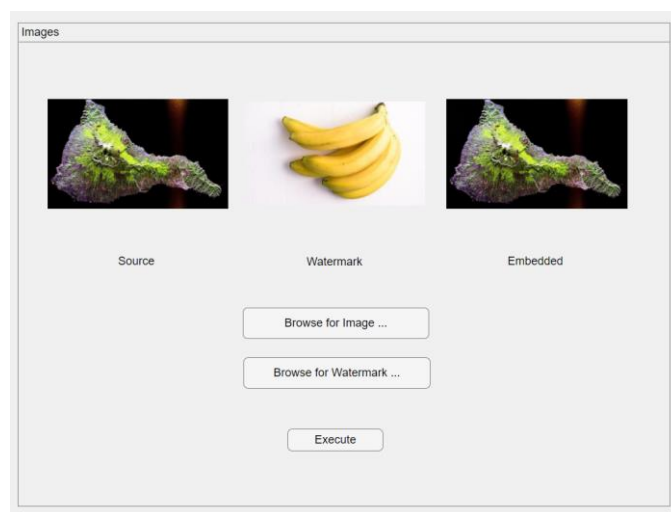 Images
Source Watermark Embedded
Browse for Image ...
Browse for Watermark ...
Execute